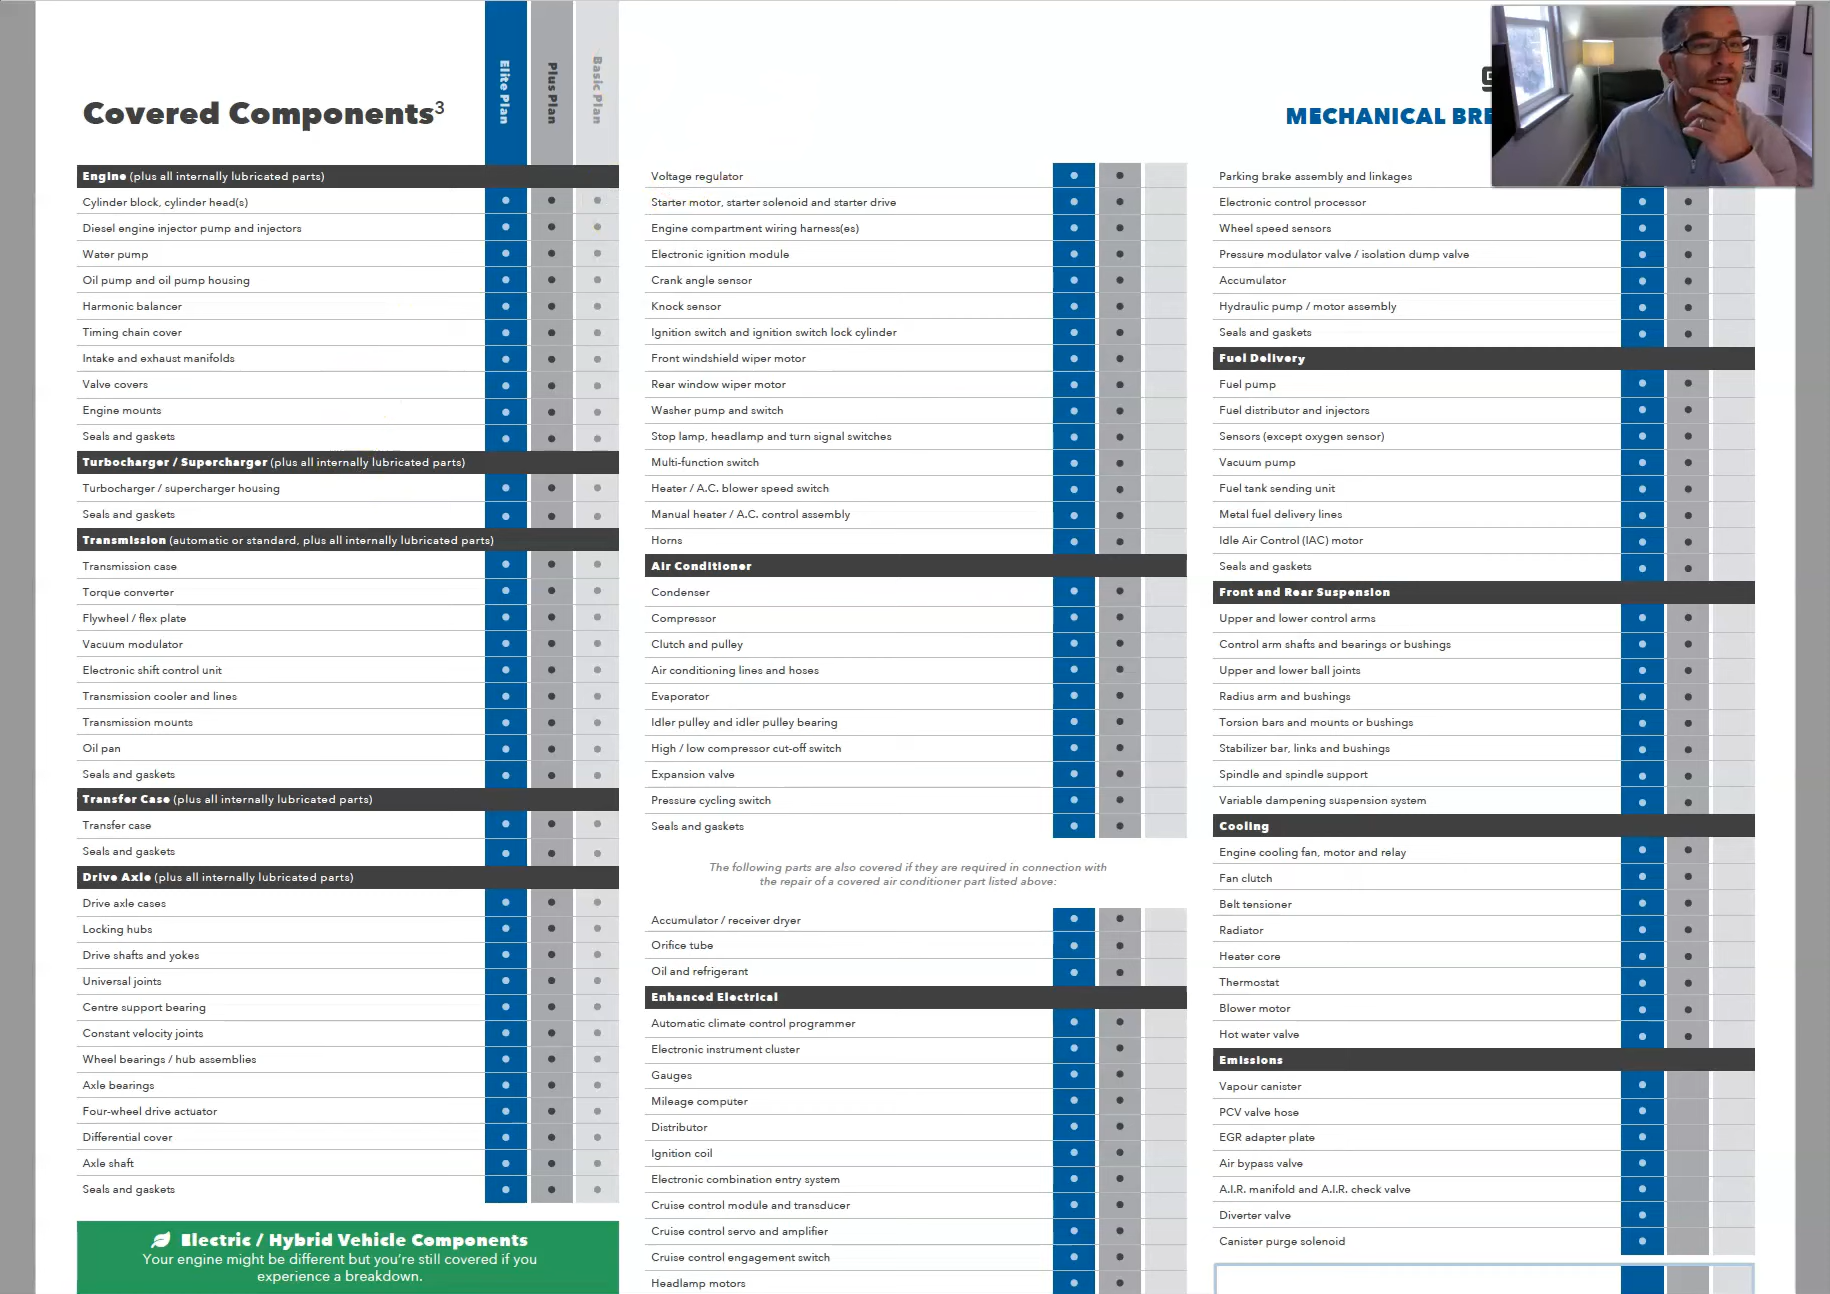 Covered Components3
Elite Plan
Plus Plan
Basic Plan
Engine (plus all internally lubricated parts)
Cylinder block, cylinder head(s)
Diesel engine injector pump and injectors
Water pump
Oil pump and oil pump housing
Harmonic balancer
Timing chain cover
Intake and exhaust manifolds
Valve covers
Engine mounts
Seals and gaskets
Turbocharger / Supercharger (plus all internally lubricated parts)
Turbocharger / supercharger housing
Seals and gaskets
Transmission (automatic or standard, plus all internally lubricated parts)
Transmission case
Torque converter
Flywheel / flex plate
Vacuum modulator
Electronic shift control unit
Transmission cooler and lines
Transmission mounts
Oil pan
Seals and gaskets
Transfer Case (plus all internally lubricated parts)
Transfer case
Seals and gaskets
Drive Axle (plus all internally lubricated parts)
Drive axle cases
Locking hubs
Drive shafts and yokes
Universal joints
Centre support bearing
Constant velocity joints
Wheel bearings / hub assemblies
Axle bearings
Four-wheel drive actuator
Differential cover
Axle shaft
Seals and gaskets
Electric / Hybrid Vehicle Components
Your engine might be different but you're still covered if you
experience a breakdown.
Voltage regulator
Starter motor, starter solenoid and starter drive
Engine compartment wiring harness(es)
Electronic ignition module
Crank angle sensor
Knock sensor
Ignition switch and ignition switch lock cylinder
Front windshield wiper motor
Rear window wiper motor
Washer pump and switch
Stop lamp, headlamp and turn signal switches
Multi-function switch
Heater / A.C. blower speed switch
Manual heater / A.C. control assembly
Horns
Air Conditioner
Condenser
Compressor
Clutch and pulley
Air conditioning lines and hoses
Evaporator
Idler pulley and idler pulley bearing
High / low compressor cut-off switch
Expansion valve
Pressure cycling switch
Seals and gaskets
The following parts are also covered if they are required in connection with
the repair of a covered air conditioner part listed above:
Accumulator / receiver dryer
Orifice tube
Oil and refrigerant
Enhanced Electrical
Automatic climate control programmer
Electronic instrument cluster
Gauges
Mileage computer
Distributor
Ignition coil
Electronic combination entry system
Cruise control module and transducer
Cruise control servo and amplifier
Cruise control engagement switch
Headlamp motors
MECHANICAL BRE
Parking brake assembly and linkages
Electronic control processor
Wheel speed sensors
Pressure modulator valve / isolation dump valve
Accumulator
Hydraulic pump / motor assembly
Seals and gaskets
Fuel Delivery
Fuel pump
Fuel distributor and injectors
Sensors (except oxygen sensor)
Vacuum pump
Fuel tank sending unit
Metal fuel delivery lines
Idle Air Control (IAC) motor
Seals and gaskets
Front and Rear Suspension
Upper and lower control arms
Control arm shafts and bearings or bushings
Upper and lower ball joints
Radius arm and bushings
Torsion bars and mounts or bushings
Stabilizer bar, links and bushings
Spindle and spindle support
Variable dampening suspension system
Cooling
Engine cooling fan, motor and relay
Fan clutch
Belt tensioner
Radiator
Heater core
Thermostat
Blower motor
Hot water valve
Emissions
Vapour canister
PCV valve hose
EGR adapter plate
Air bypass valve
A.I.R. manifold and A.I.R. check valve
Diverter valve
Canister purge solenoid